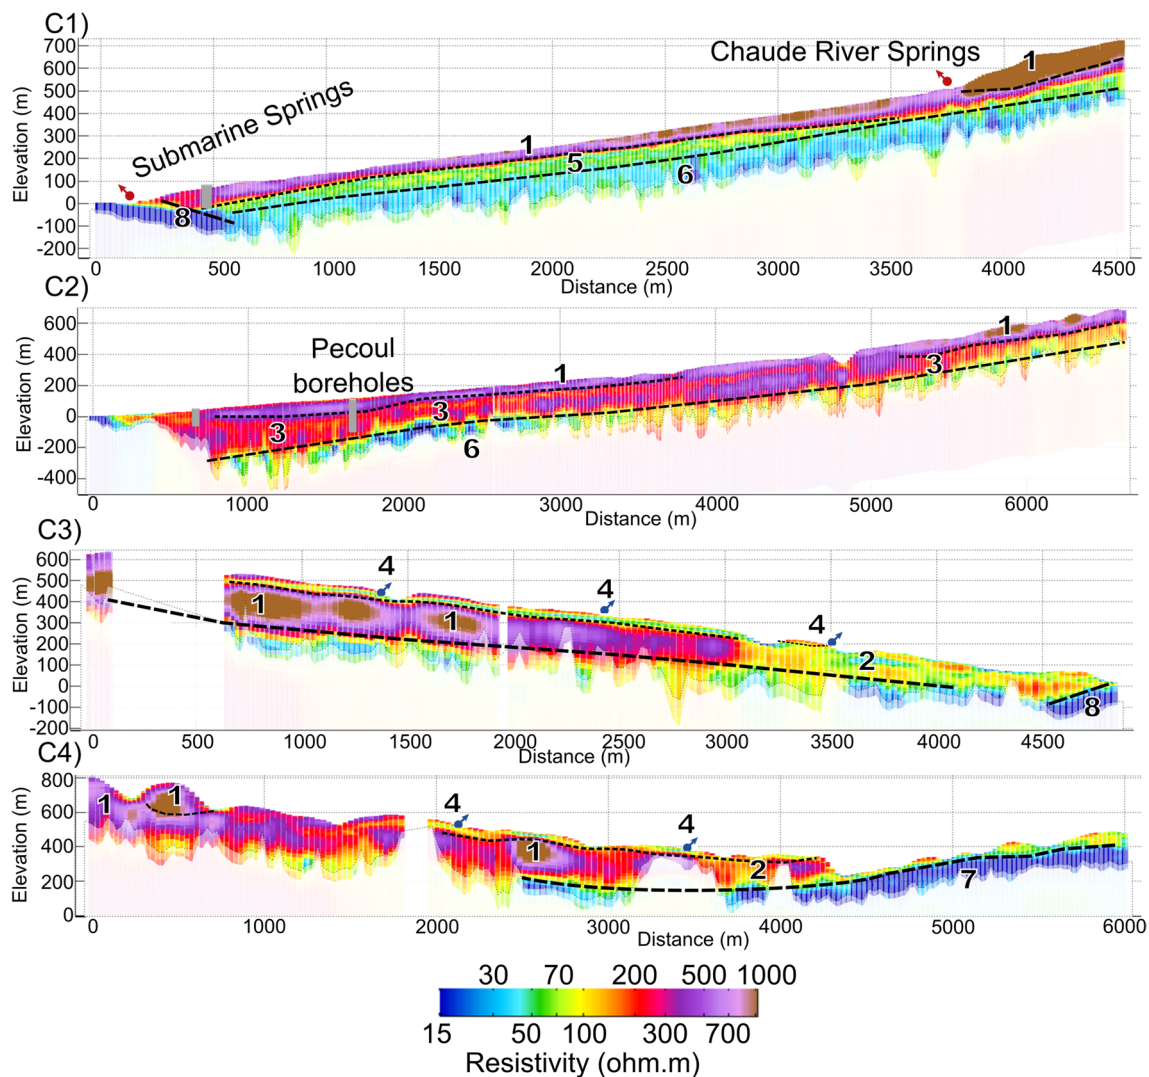 C1)
700
600
500
400
300
200
100
0
-100
-200
Elevation (m)
Submarine Springs
Chaude River Springs
1
1
5
6
8
0 500 1000 1500 2000 2500 3000 3500 4000 4500
Distance (m)
C2)
600
400
200
0
-200
-400
Elevation (m)
Pecoul
boreholes
1
1
3
3
3
6
0 1000 2000 3000 4000 5000 6000
Distance (m)
C3)
600
500
400
300
200
100
0
-100
-200
Elevation (m)
4
4
4
1
1
2
8
0 500 1000 1500 2000 2500 3000 3500 4000 4500
Distance (m)
C4)
800
600
400
200
0
Elevation (m)
1
1
4
4
1
2
7
0 1000 2000 3000 4000 5000 6000
Distance (m)
30 70 200 500 1000
15 50 100 300 700
Resistivity (ohm.m)